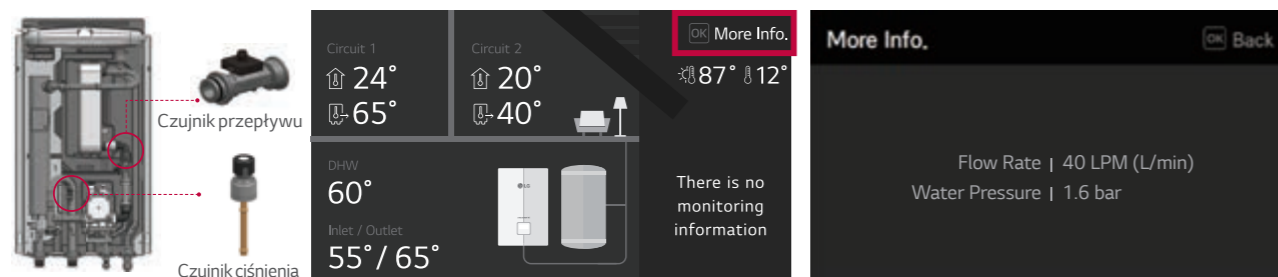 Czujnik przepływu
Czujnik ciśnienia
Circuit 1
24°
65°
Circuit 2
20°
40°
OK More Info.
87° 12°
DHW
60°
Inlet / Outlet
55°/ 65°
LG
There is no
monitoring
information
More Info.
OK Back
Flow Rate | 40 LPM (L/min)
Water Pressure | 1.6 bar